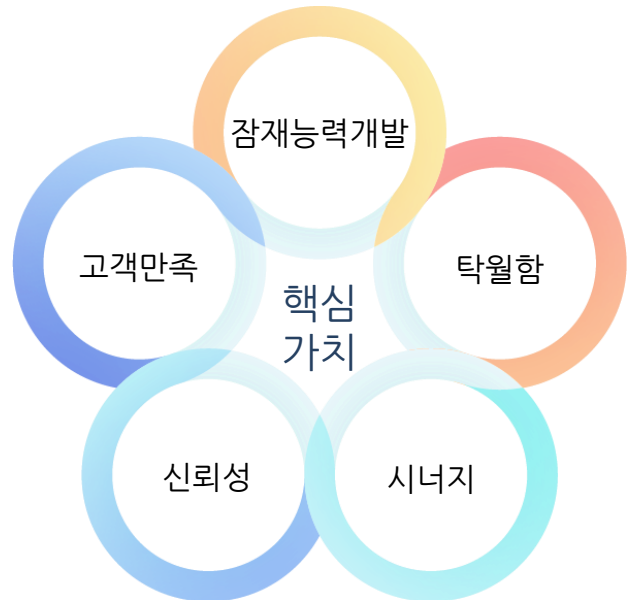 잠재능력개발
고객만족
탁월함
핵심
가치
신뢰성
시너지